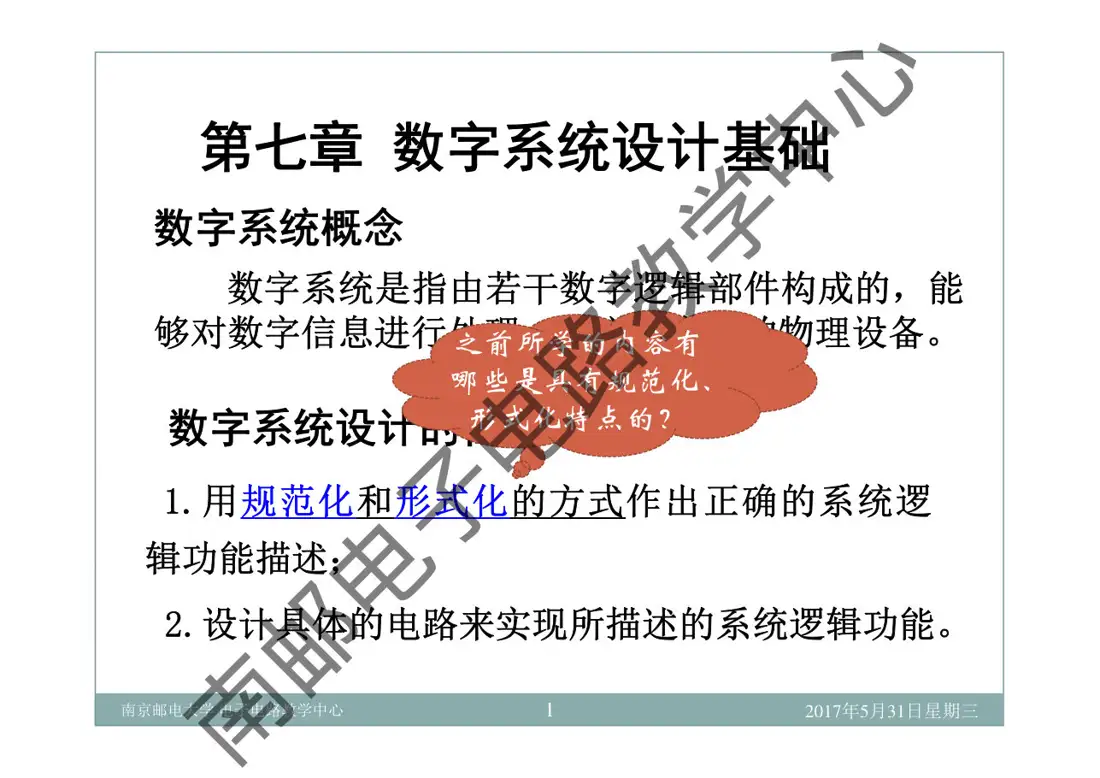 第七章 数字系统设计基础
数字系统概念
数字系统是指由若干数字逻辑部件构成的，能
够对数字信息进行处理 物理设备。
之前所学的内容有
哪些是具有规范化、
形式化特点的？
数字系统设计的
1.用规范化和形式化的方式作出正确的系统逻
辑功能描述；
2.设计具体的电路来实现所描述的系统逻辑功能。
南邮电子电路教学中心
南京邮电大学 电子电路教学中心
1
2017年5月31日星期三